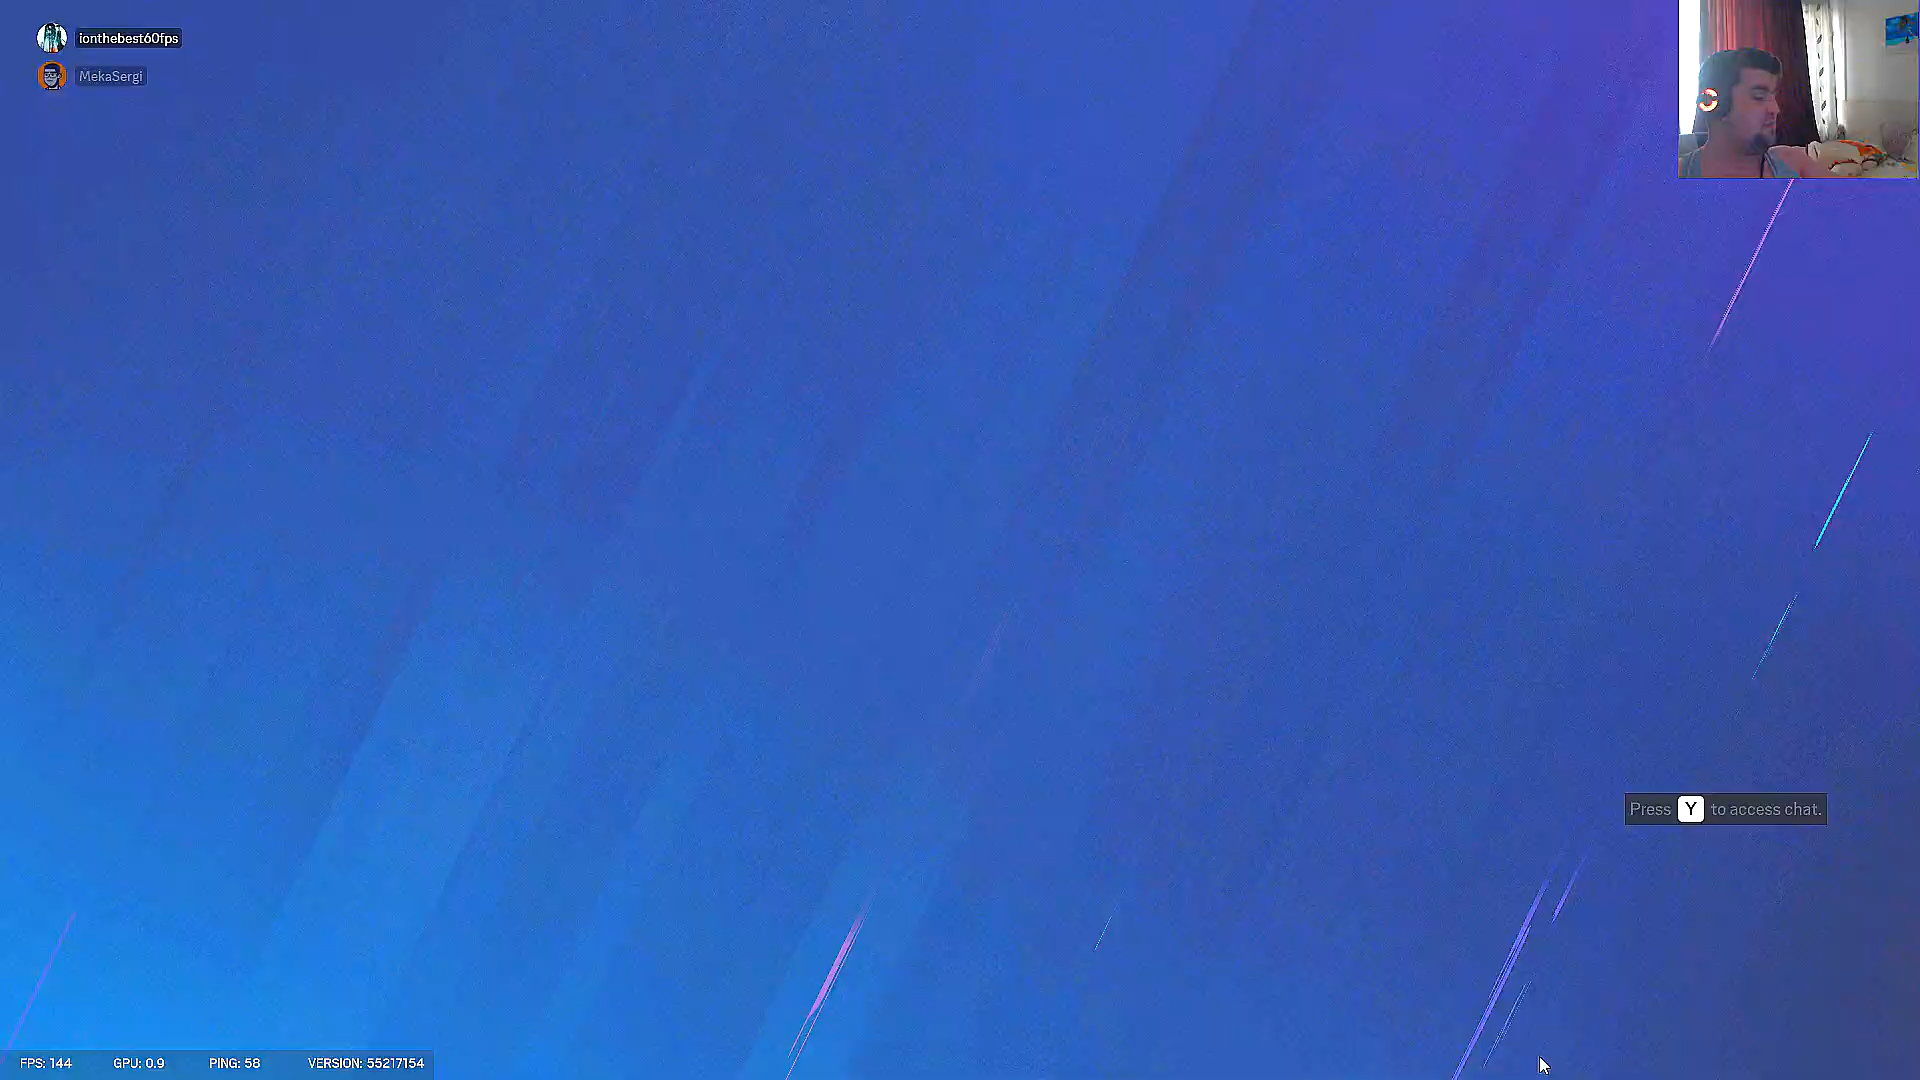 ionthebest60fps
MekaSergi
Press Y to access chat.
FPS: 144 GPU: 0.9 PING: 58 VERSION: 55217154